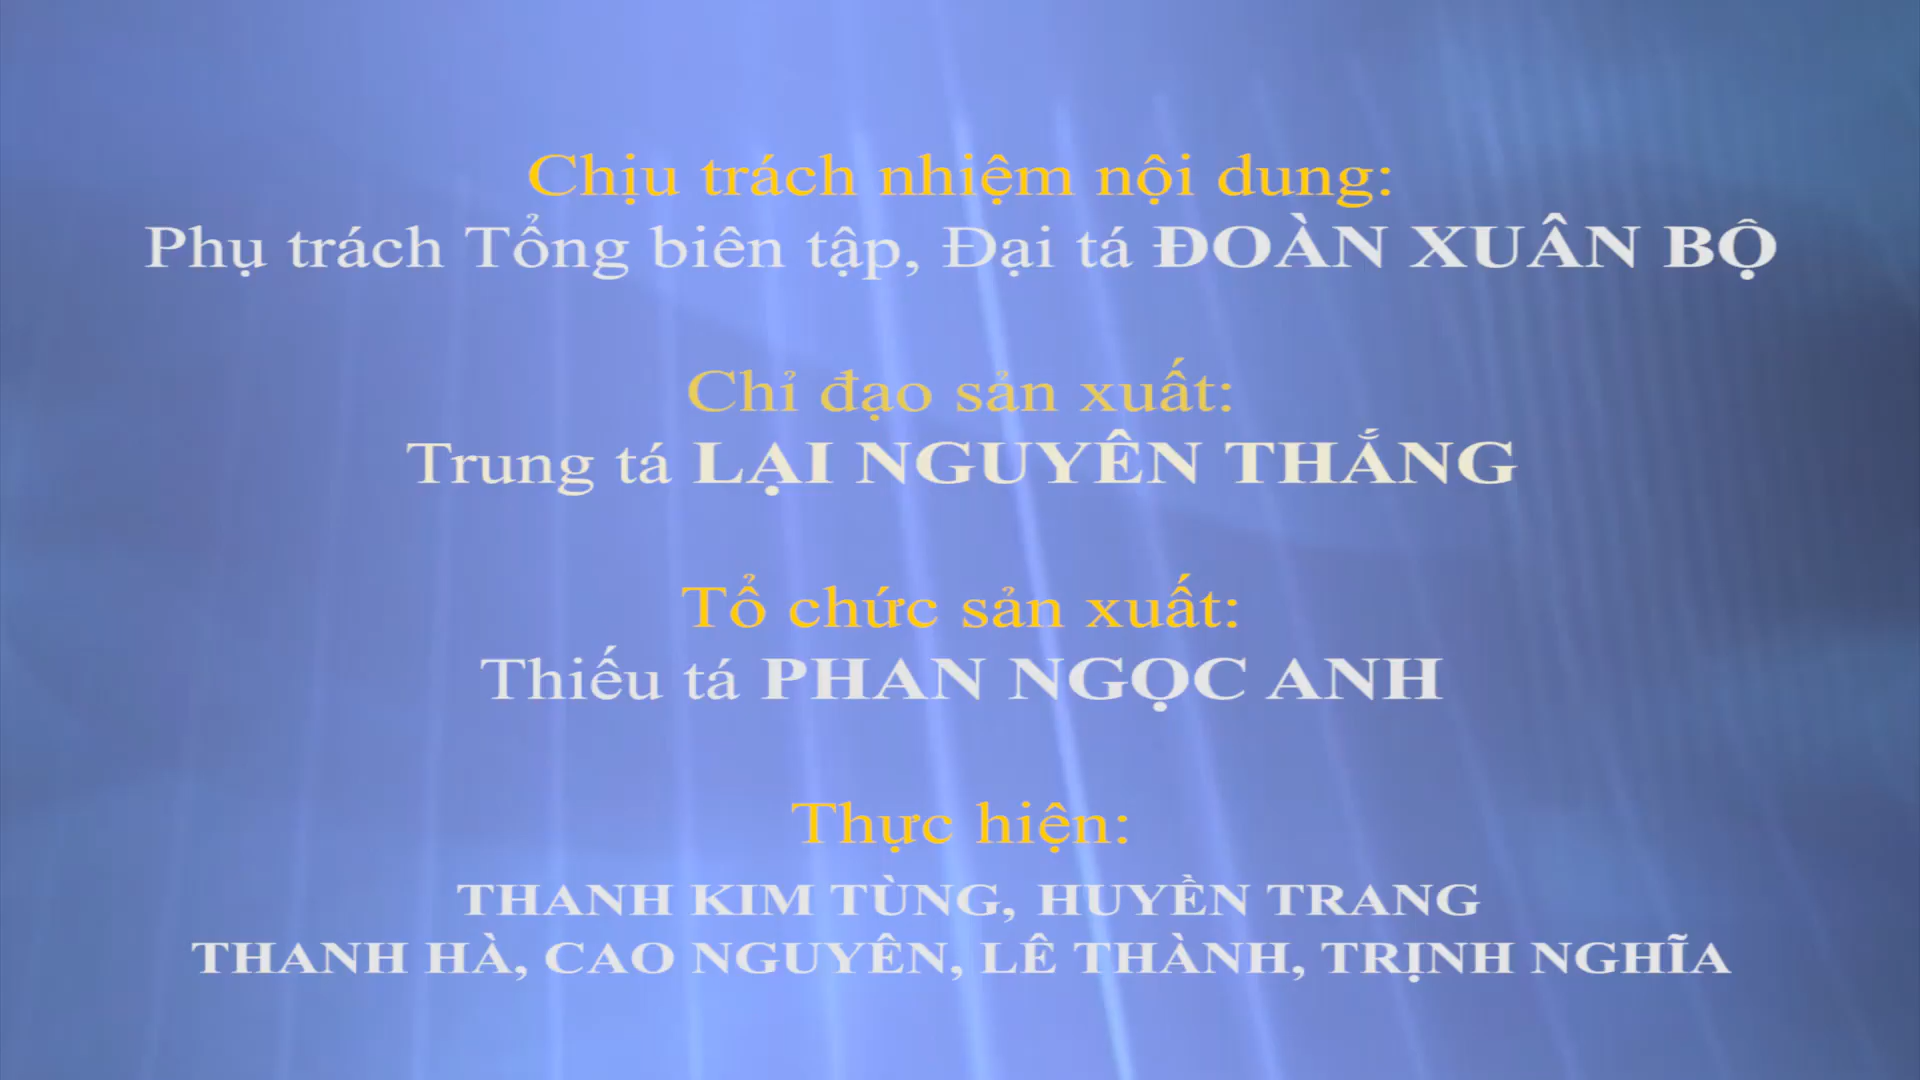 Chịu trách nhiệm nội dung:
Phụ trách Tổng biên tập, Đại tá ĐOÀN XUÂN BỘ
Chỉ đạo sản xuất:
Trung tá LẠI NGUYÊN THẮNG
Tổ chức sản xuất:
Thiếu tá PHAN NGỌC ANH
Thực hiện:
THANH KIM TÙNG, HUYỀN TRANG
THANH HÀ, CAO NGUYÊN, LÊ THÀNH, TRỊNH NGHĨA